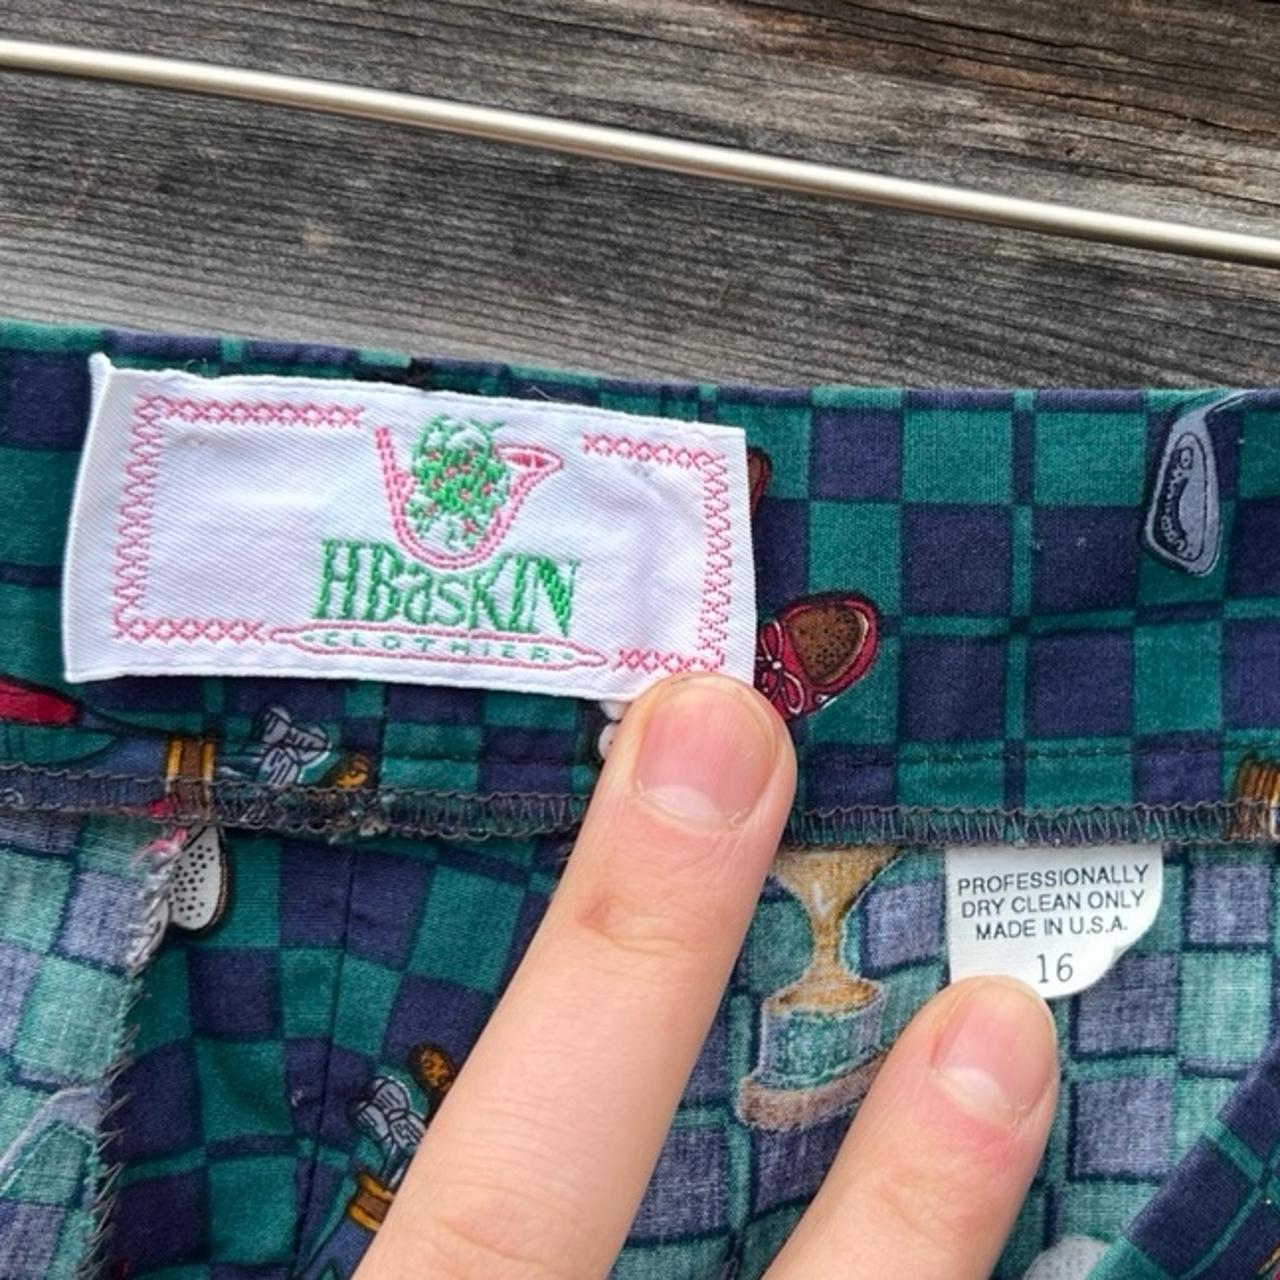 HBasKIN
CLOTHIER
PROFESSIONALLY
DRY CLEAN ONLY
MADE IN U.S.A.
16